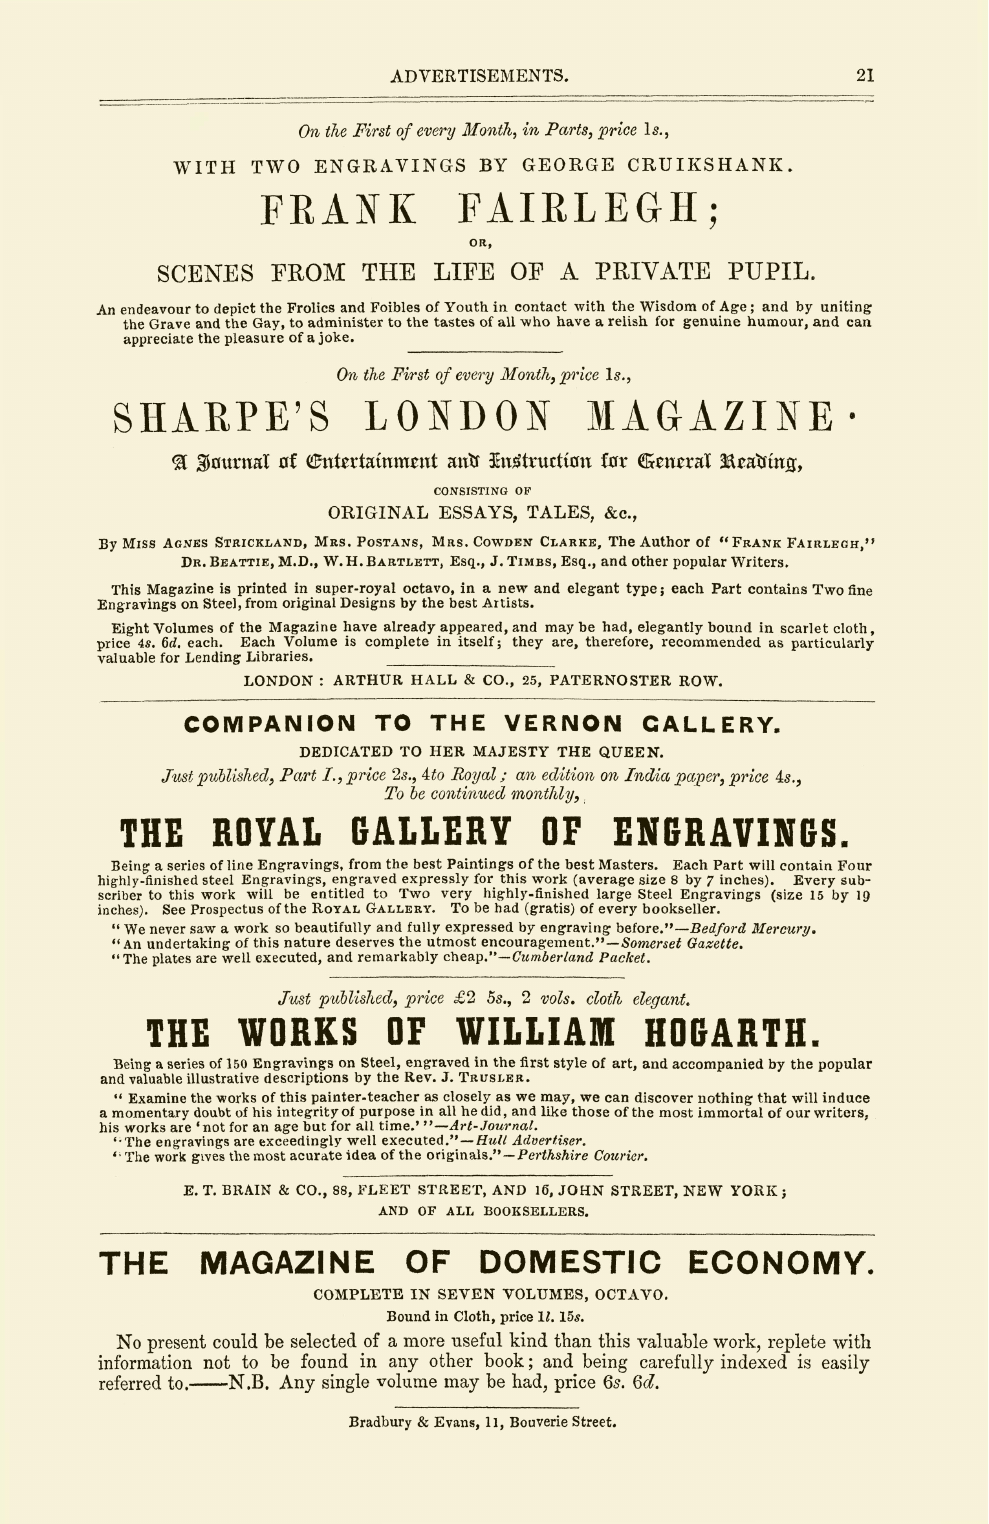 ADVERTISEMENTS. 21
On the First of every Month, in Parts, price 1s.,
WITH TWO ENGRAVINGS BY GEORGE CRUIKSHANK.
FRANK FAIRLEGH;
OR,
SCENES FROM THE LIFE OF A PRIVATE PUPIL.
An endeavour to depict the Frolics and Foibles of Youth in contact with the Wisdom of Age; and by uniting
the Grave and the Gay, to administer to the tastes of all who have a relish for genuine humour, and can
appreciate the pleasure of a joke.
On the First of every Month, price 1s.,
SHARPE'S LONDON MAGAZINE·
A Journal of Entertainment and Instruction for General Reading,
CONSISTING OF
ORIGINAL ESSAYS, TALES, &c.,
By MISS AGNES STRICKLAND, MRS. POSTANS, MRS. COWDEN CLARKE, The Author of "FRANK FAIRLEGH,"
DR. BEATTIE, M.D., W. H. BARTLETT, Esq., J. TIMBS, Esq., and other popular Writers.
This Magazine is printed in super-royal octavo, in a new and elegant type; each Part contains Two fine
Engravings on Steel, from original Designs by the best Artists.
Eight Volumes of the Magazine have already appeared, and may be had, elegantly bound in scarlet cloth,
price 4s. 6d. each. Each Volume is complete in itself; they are, therefore, recommended as particularly
valuable for Lending Libraries.
LONDON: ARTHUR HALL & CO., 25, PATERNOSTER ROW.
COMPANION TO THE VERNON GALLERY.
DEDICATED TO HER MAJESTY THE QUEEN.
Just published, Part I., price 2s., 4to Royal; an edition on India paper, price 4s.,
To be continued monthly,
THE ROYAL GALLERY OF ENGRAVINGS.
Being a series of line Engravings, from the best Paintings of the best Masters. Each Part will contain Four
highly-finished steel Engravings, engraved expressly for this work (average size 8 by 7 inches). Every sub-
scriber to this work will be entitled to Two very highly-finished large Steel Engravings (size 15 by 19
inches). See Prospectus of the ROYAL GALLERY. To be had (gratis) of every bookseller.
"We never saw a work so beautifully and fully expressed by engraving before."—Bedford Mercury.
"An undertaking of this nature deserves the utmost encouragement."—Somerset Gazette.
"The plates are well executed, and remarkably cheap."—Cumberland Packet.
Just published, price £2 5s., 2 vols. cloth elegant.
THE WORKS OF WILLIAM HOGARTH.
Being a series of 150 Engravings on Steel, engraved in the first style of art, and accompanied by the popular
and valuable illustrative descriptions by the Rev. J. TRUSLER.
"Examine the works of this painter-teacher as closely as we may, we can discover nothing that will induce
a momentary doubt of his integrity of purpose in all he did, and like those of the most immortal of our writers,
his works are 'not for an age but for all time.'"—Art-Journal.
"The engravings are exceedingly well executed."—Hull Advertiser.
"The work gives the most acurate idea of the originals."—Perthshire Courier.
E. T. BRAIN & CO., 88, FLEET STREET, AND 16, JOHN STREET, NEW YORK;
AND OF ALL BOOKSELLERS.
THE MAGAZINE OF DOMESTIC ECONOMY.
COMPLETE IN SEVEN VOLUMES, OCTAVO.
Bound in Cloth, price 1l. 15s.
No present could be selected of a more useful kind than this valuable work, replete with
information not to be found in any other book; and being carefully indexed is easily
referred to.——N.B. Any single volume may be had, price 6s. 6d.
Bradbury & Evans, 11, Bouverie Street.